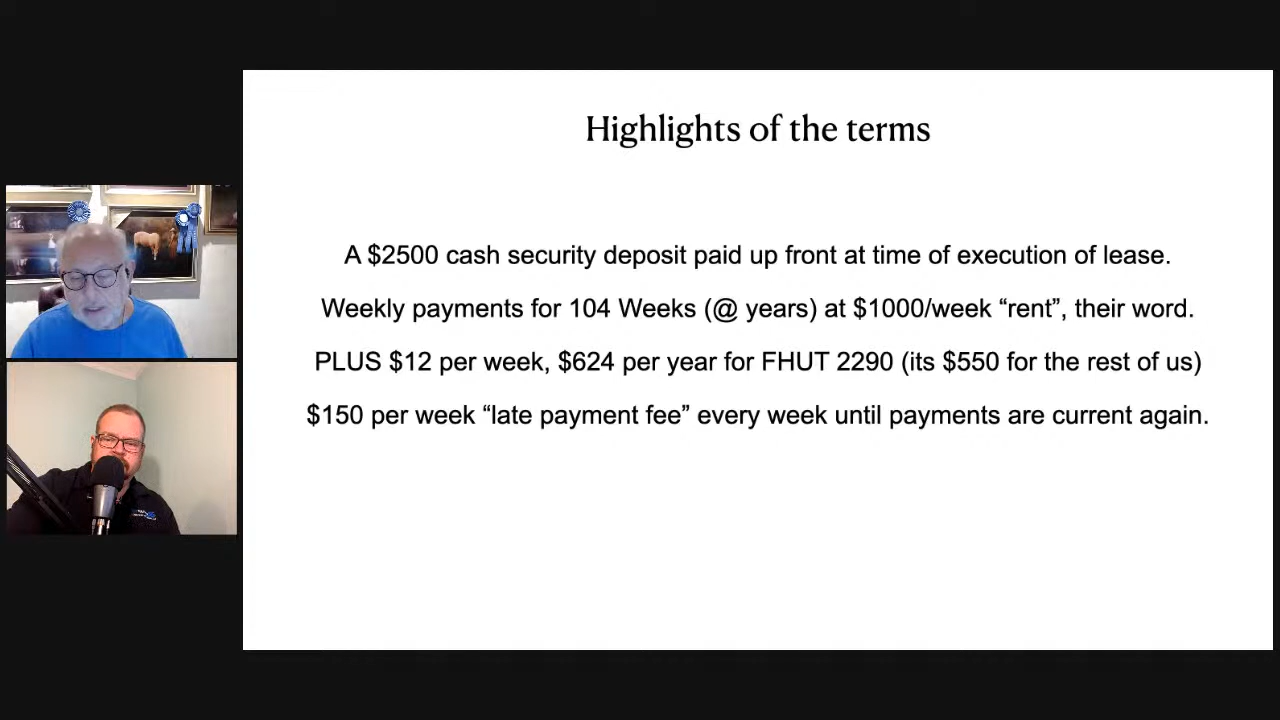 Highlights of the terms
A $2500 cash security deposit paid up front at time of execution of lease.
Weekly payments for 104 Weeks (@ years) at $1000/week “rent”, their word.
PLUS $12 per week, $624 per year for FHUT 2290 (its $550 for the rest of us)
$150 per week “late payment fee” every week until payments are current again.